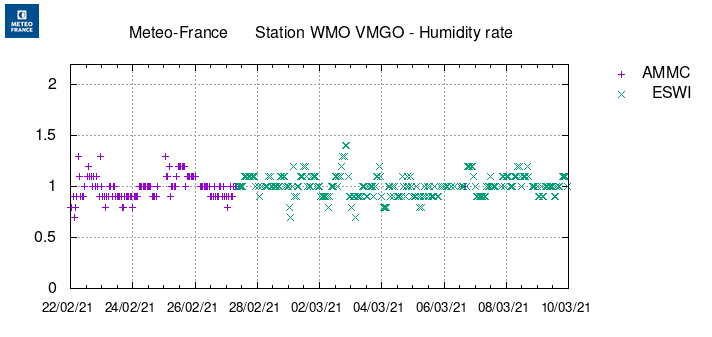 METEO
FRANCE
Meteo-France Station WMO VMGO - Humidity rate
AMMC
ESWI
2
1.5
1
0.5
0
22/02/21 24/02/21 26/02/21 28/02/21 02/03/21 04/03/21 06/03/21 08/03/21 10/03/21